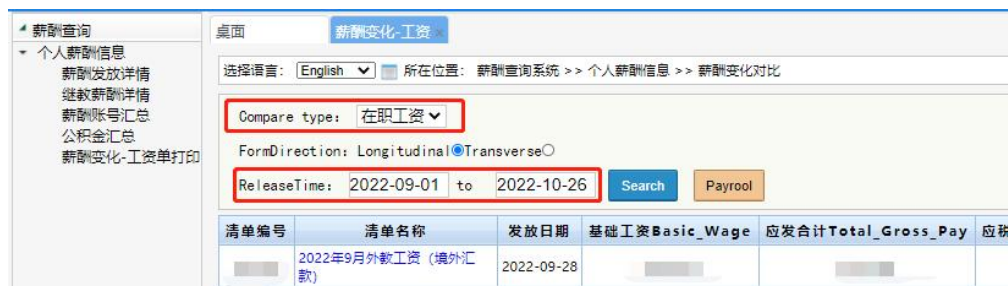 薪酬查询
个人薪酬信息
薪酬发放详情
继教薪酬详情
薪酬账号汇总
公积金汇总
薪酬变化-工资单打印
桌面 薪酬变化-工资 ×
选择语言： English 所在位置： 薪酬查询系统 >> 个人薪酬信息 >> 薪酬变化对比
Compare type： 在职工资
FormDirection：Longitudinal Transverse
ReleaseTime： 2022-09-01 to 2022-10-26 Search Payrool
清单编号 清单名称 发放日期 基础工资Basic_Wage 应发合计Total_Gross_Pay 应税
2022年9月外教工资（境外汇
款） 2022-09-28